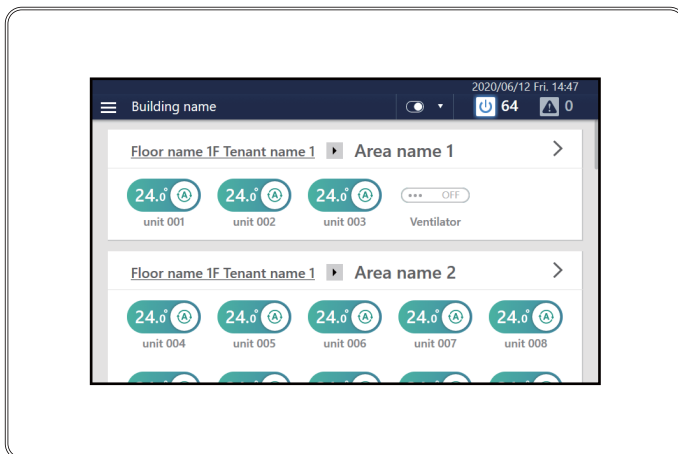 2020/06/12 Fri. 14:47
Building name 64 0
Floor name 1F Tenant name 1 Area name 1
24.0° A 24.0° A 24.0° A OFF
unit 001 unit 002 unit 003 Ventilator
Floor name 1F Tenant name 1 Area name 2
24.0° A 24.0° A 24.0° A 24.0° A 24.0° A
unit 004 unit 005 unit 006 unit 007 unit 008